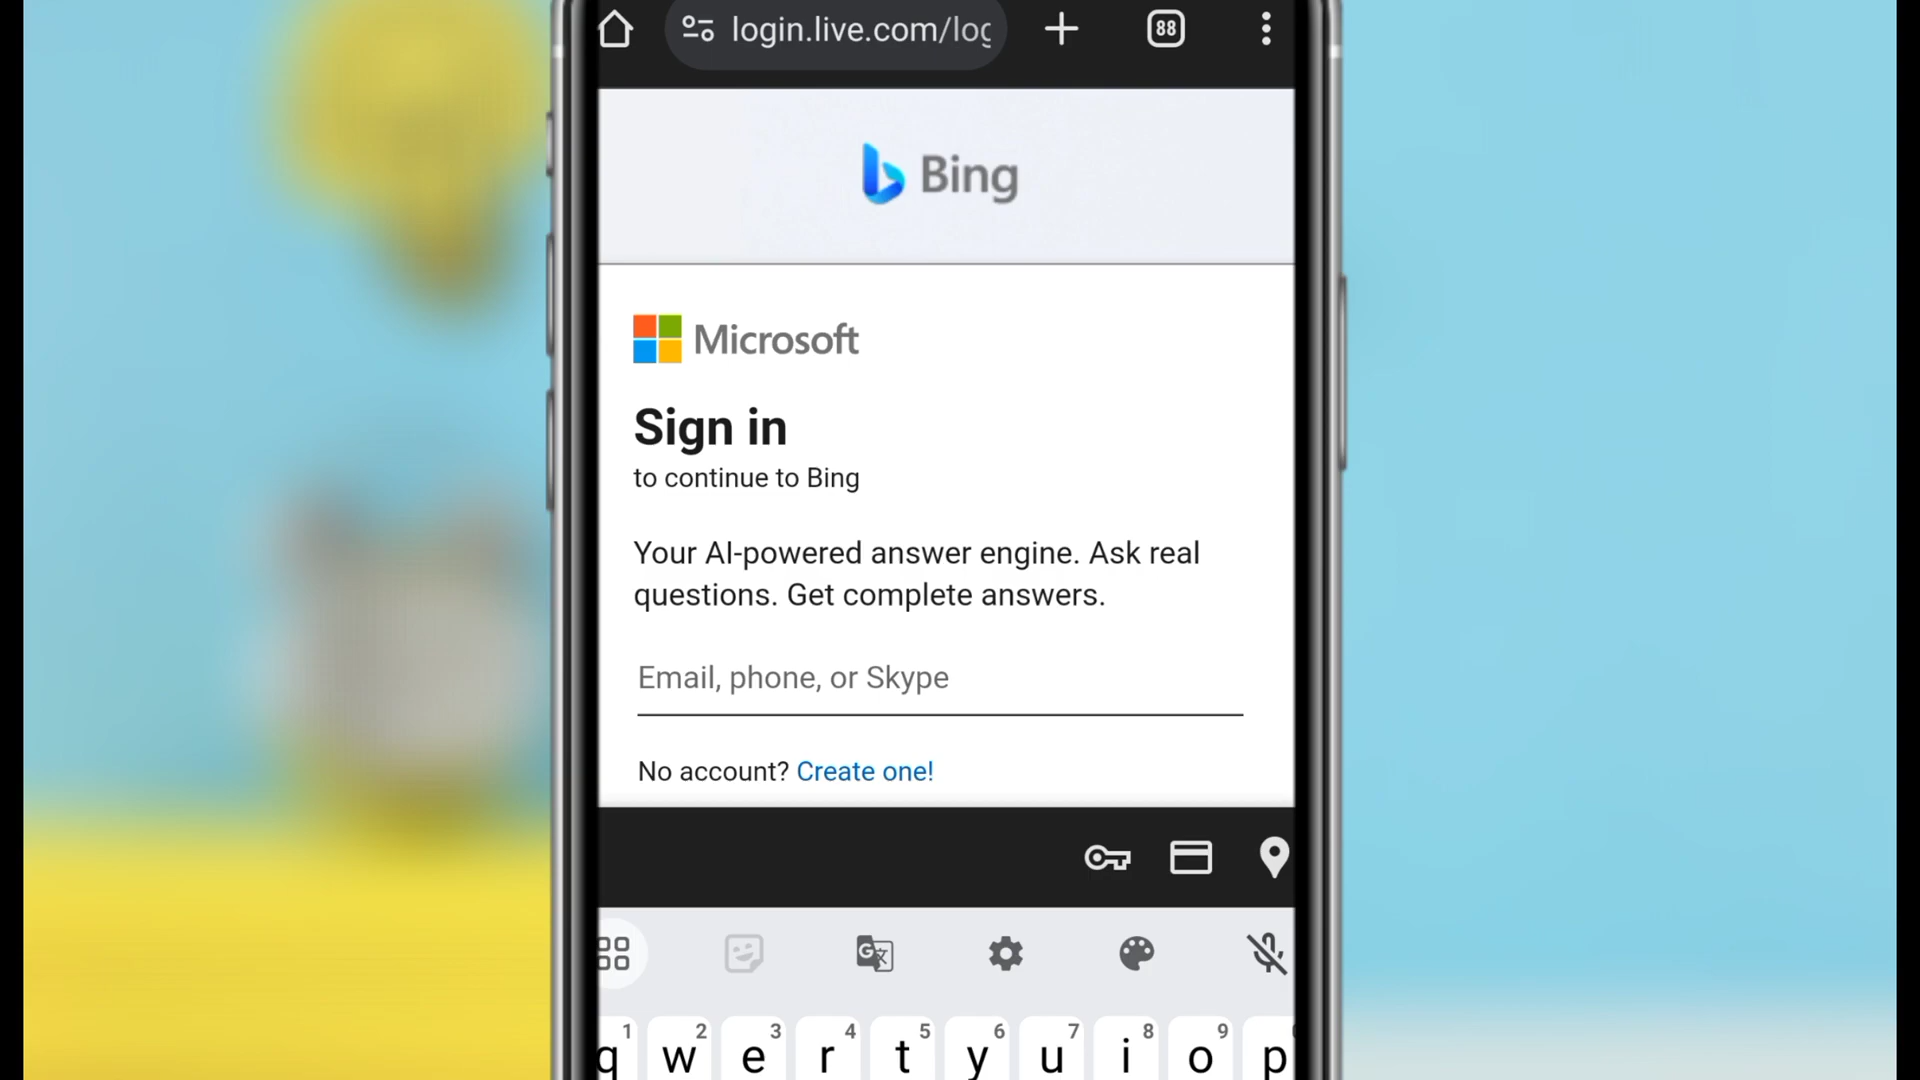 login.live.com/log
88
Bing
Microsoft
Sign in
to continue to Bing
Your AI-powered answer engine. Ask real
questions. Get complete answers.
Email, phone, or Skype
No account? Create one!
G
1 2 3 4 5 6 7 8 9
q w e r t y u i o p